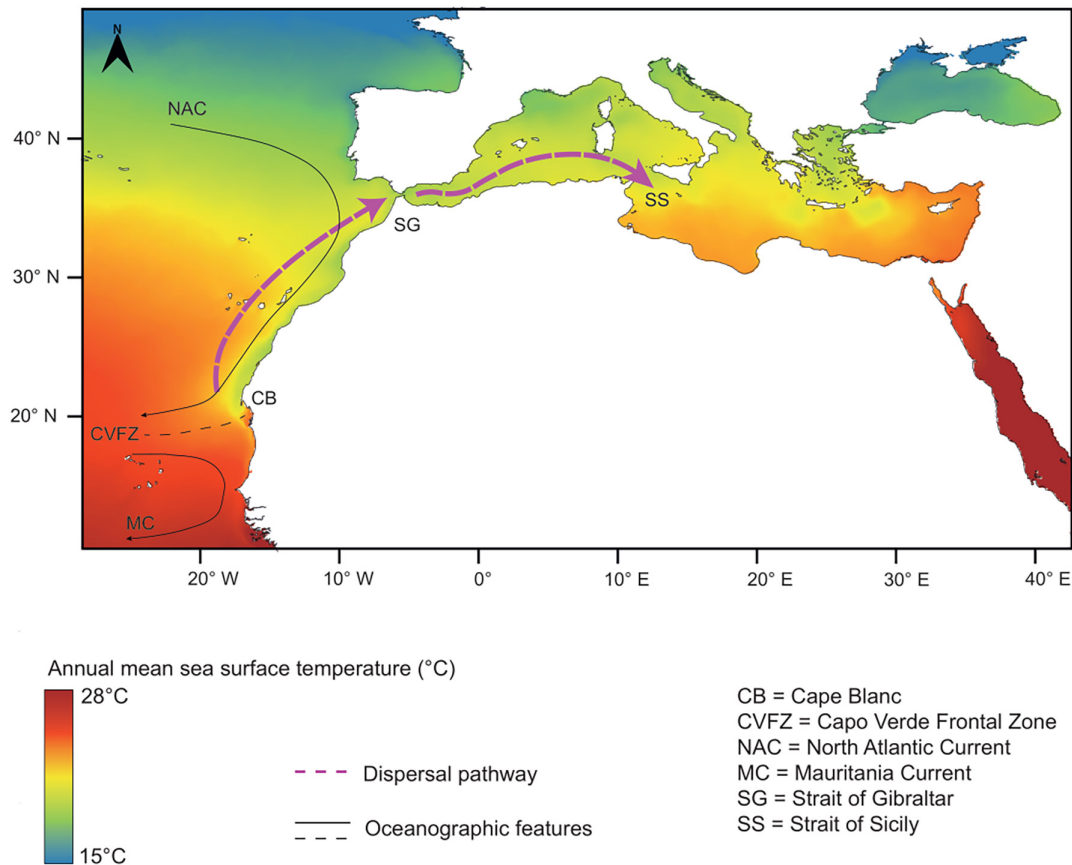 N
NAC
40° N
SS
SG
30° N
CB
20° N
CVFZ
MC
20° W
10° W
0°
10° E
20° E
30° E
40° E
Annual mean sea surface temperature (°C)
28°C
15°C
Dispersal pathway
Oceanographic features
CB = Cape Blanc
CVFZ = Capo Verde Frontal Zone
NAC = North Atlantic Current
MC = Mauritania Current
SG = Strait of Gibraltar
SS = Strait of Sicily